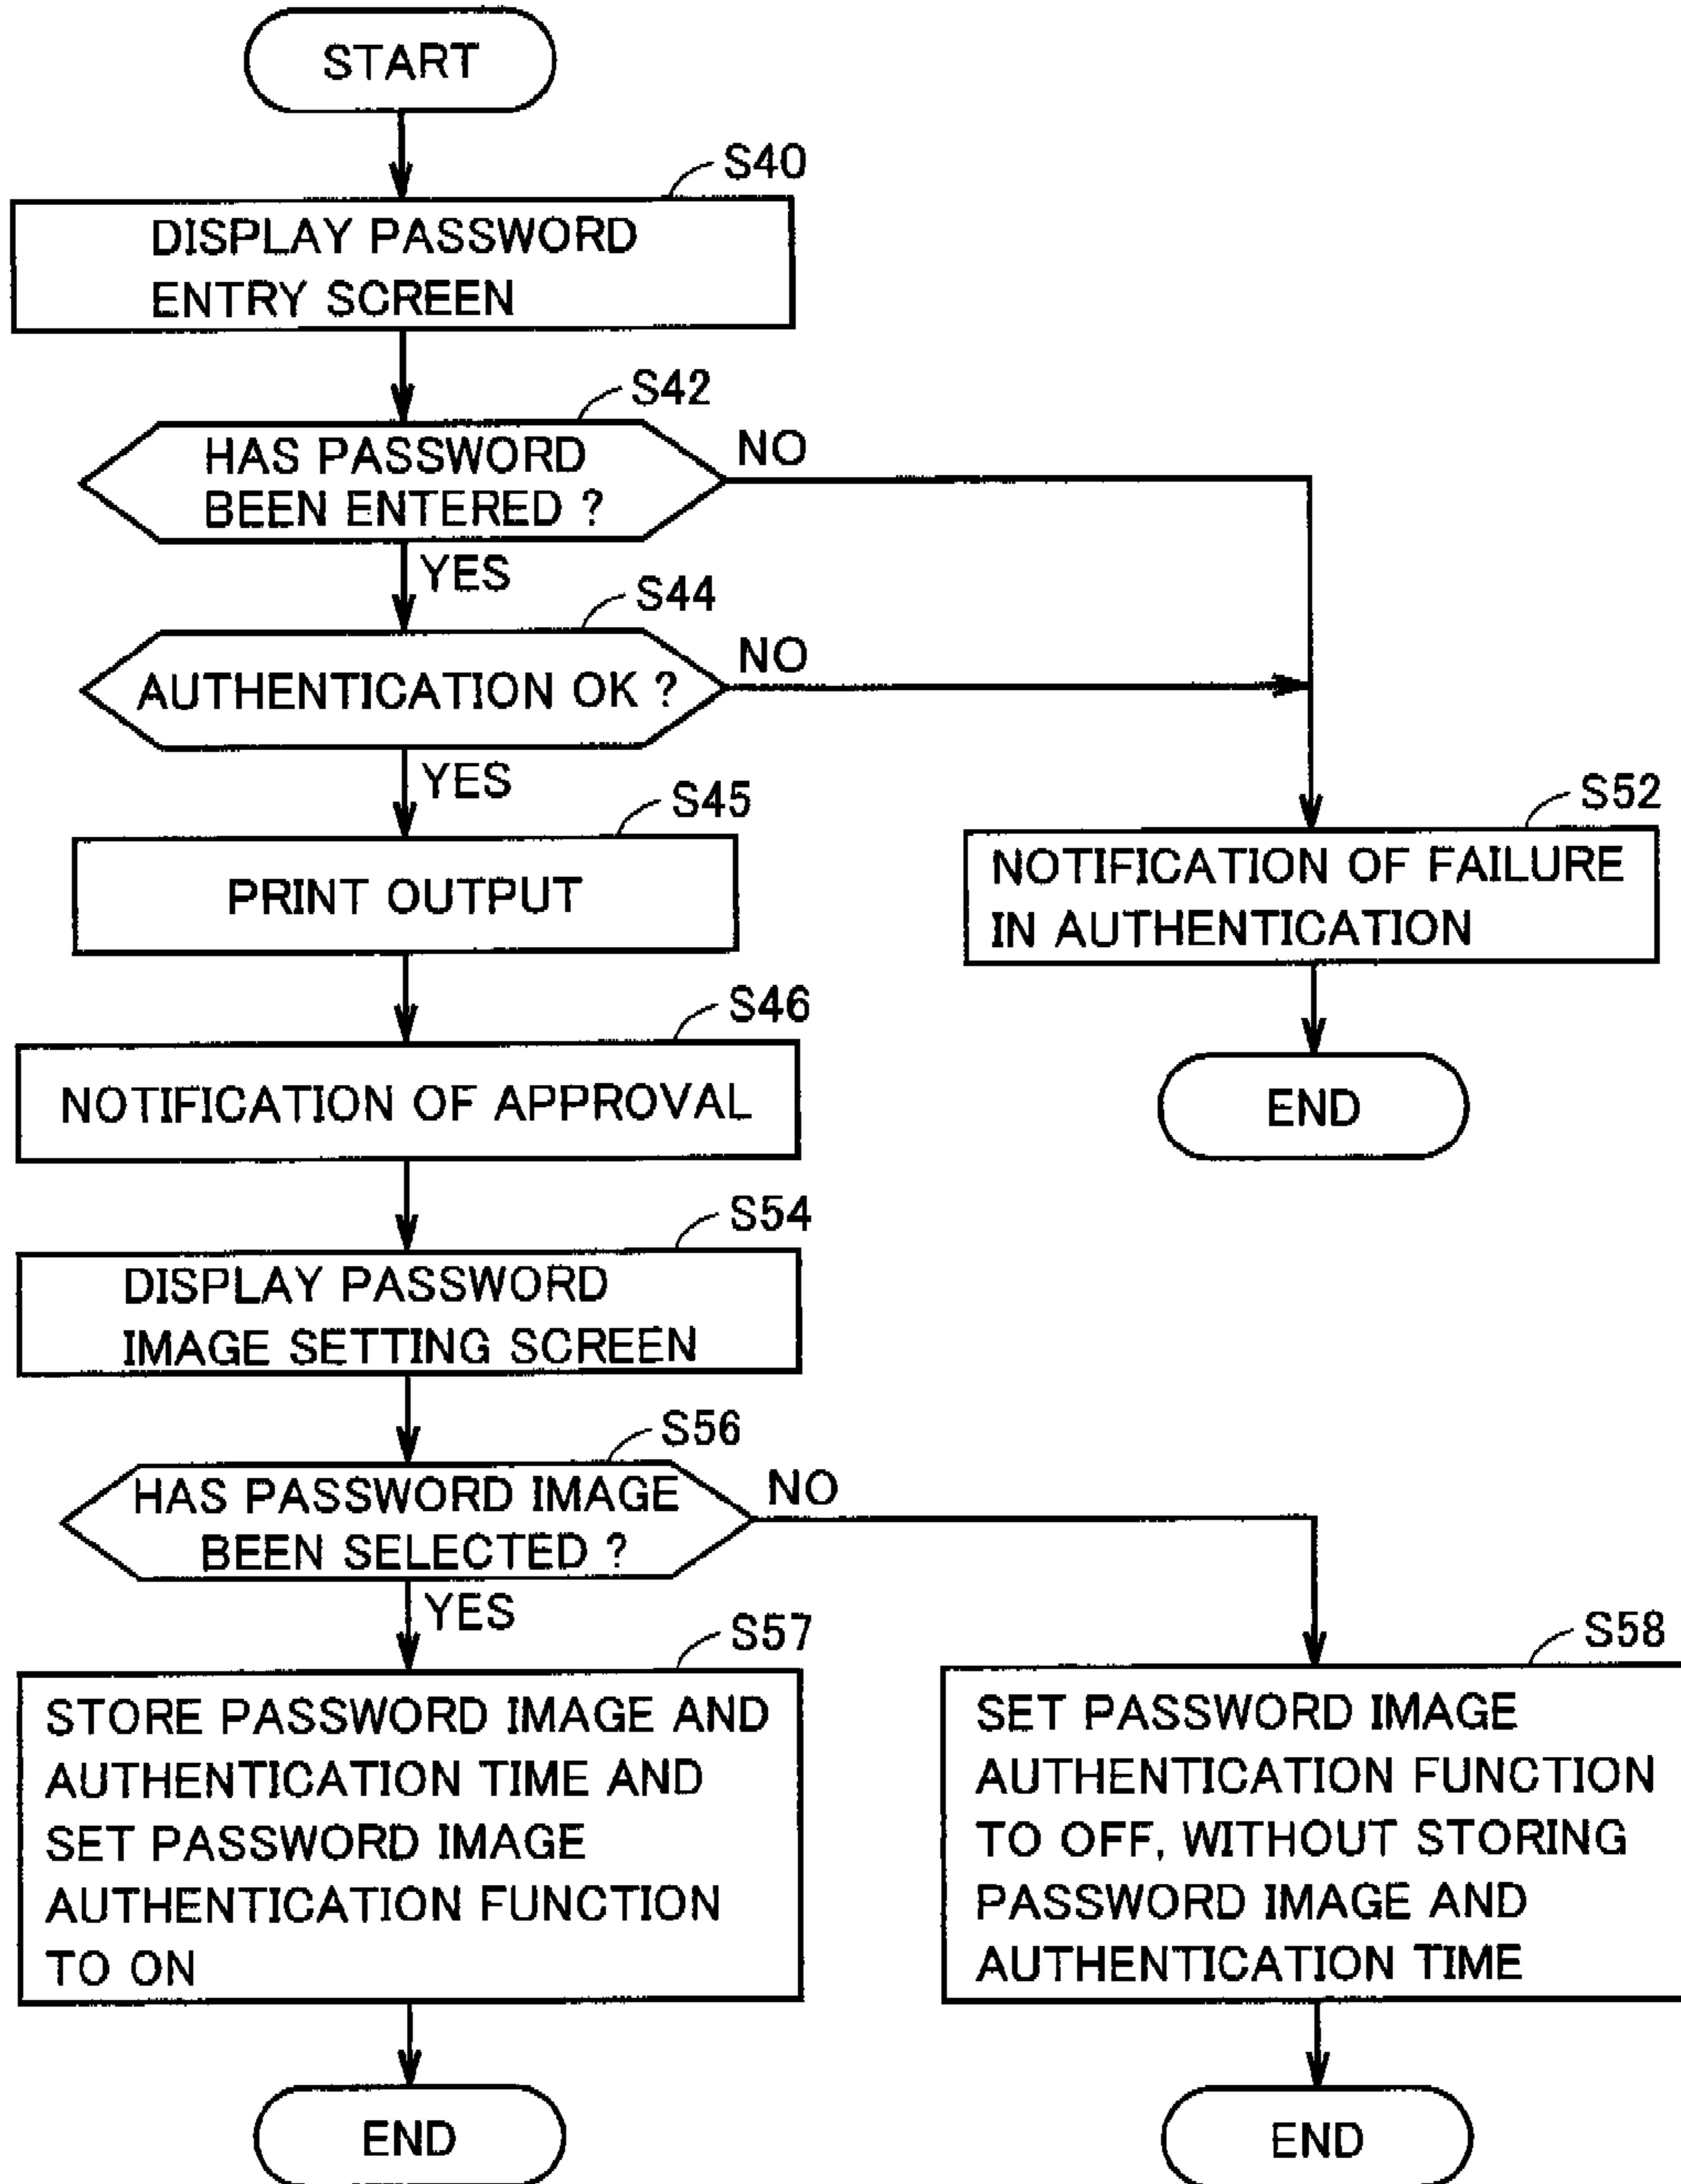 START
S40
DISPLAY PASSWORD
ENTRY SCREEN
S42
HAS PASSWORD
BEEN ENTERED ?
NO
YES
S44
AUTHENTICATION OK ?
NO
YES
S45
PRINT OUTPUT
S52
NOTIFICATION OF FAILURE
IN AUTHENTICATION
END
S46
NOTIFICATION OF APPROVAL
S54
DISPLAY PASSWORD
IMAGE SETTING SCREEN
S56
HAS PASSWORD IMAGE
BEEN SELECTED ?
NO
YES
S57
STORE PASSWORD IMAGE AND
AUTHENTICATION TIME AND
SET PASSWORD IMAGE
AUTHENTICATION FUNCTION
TO ON
END
S58
SET PASSWORD IMAGE
AUTHENTICATION FUNCTION
TO OFF, WITHOUT STORING
PASSWORD IMAGE AND
AUTHENTICATION TIME
END